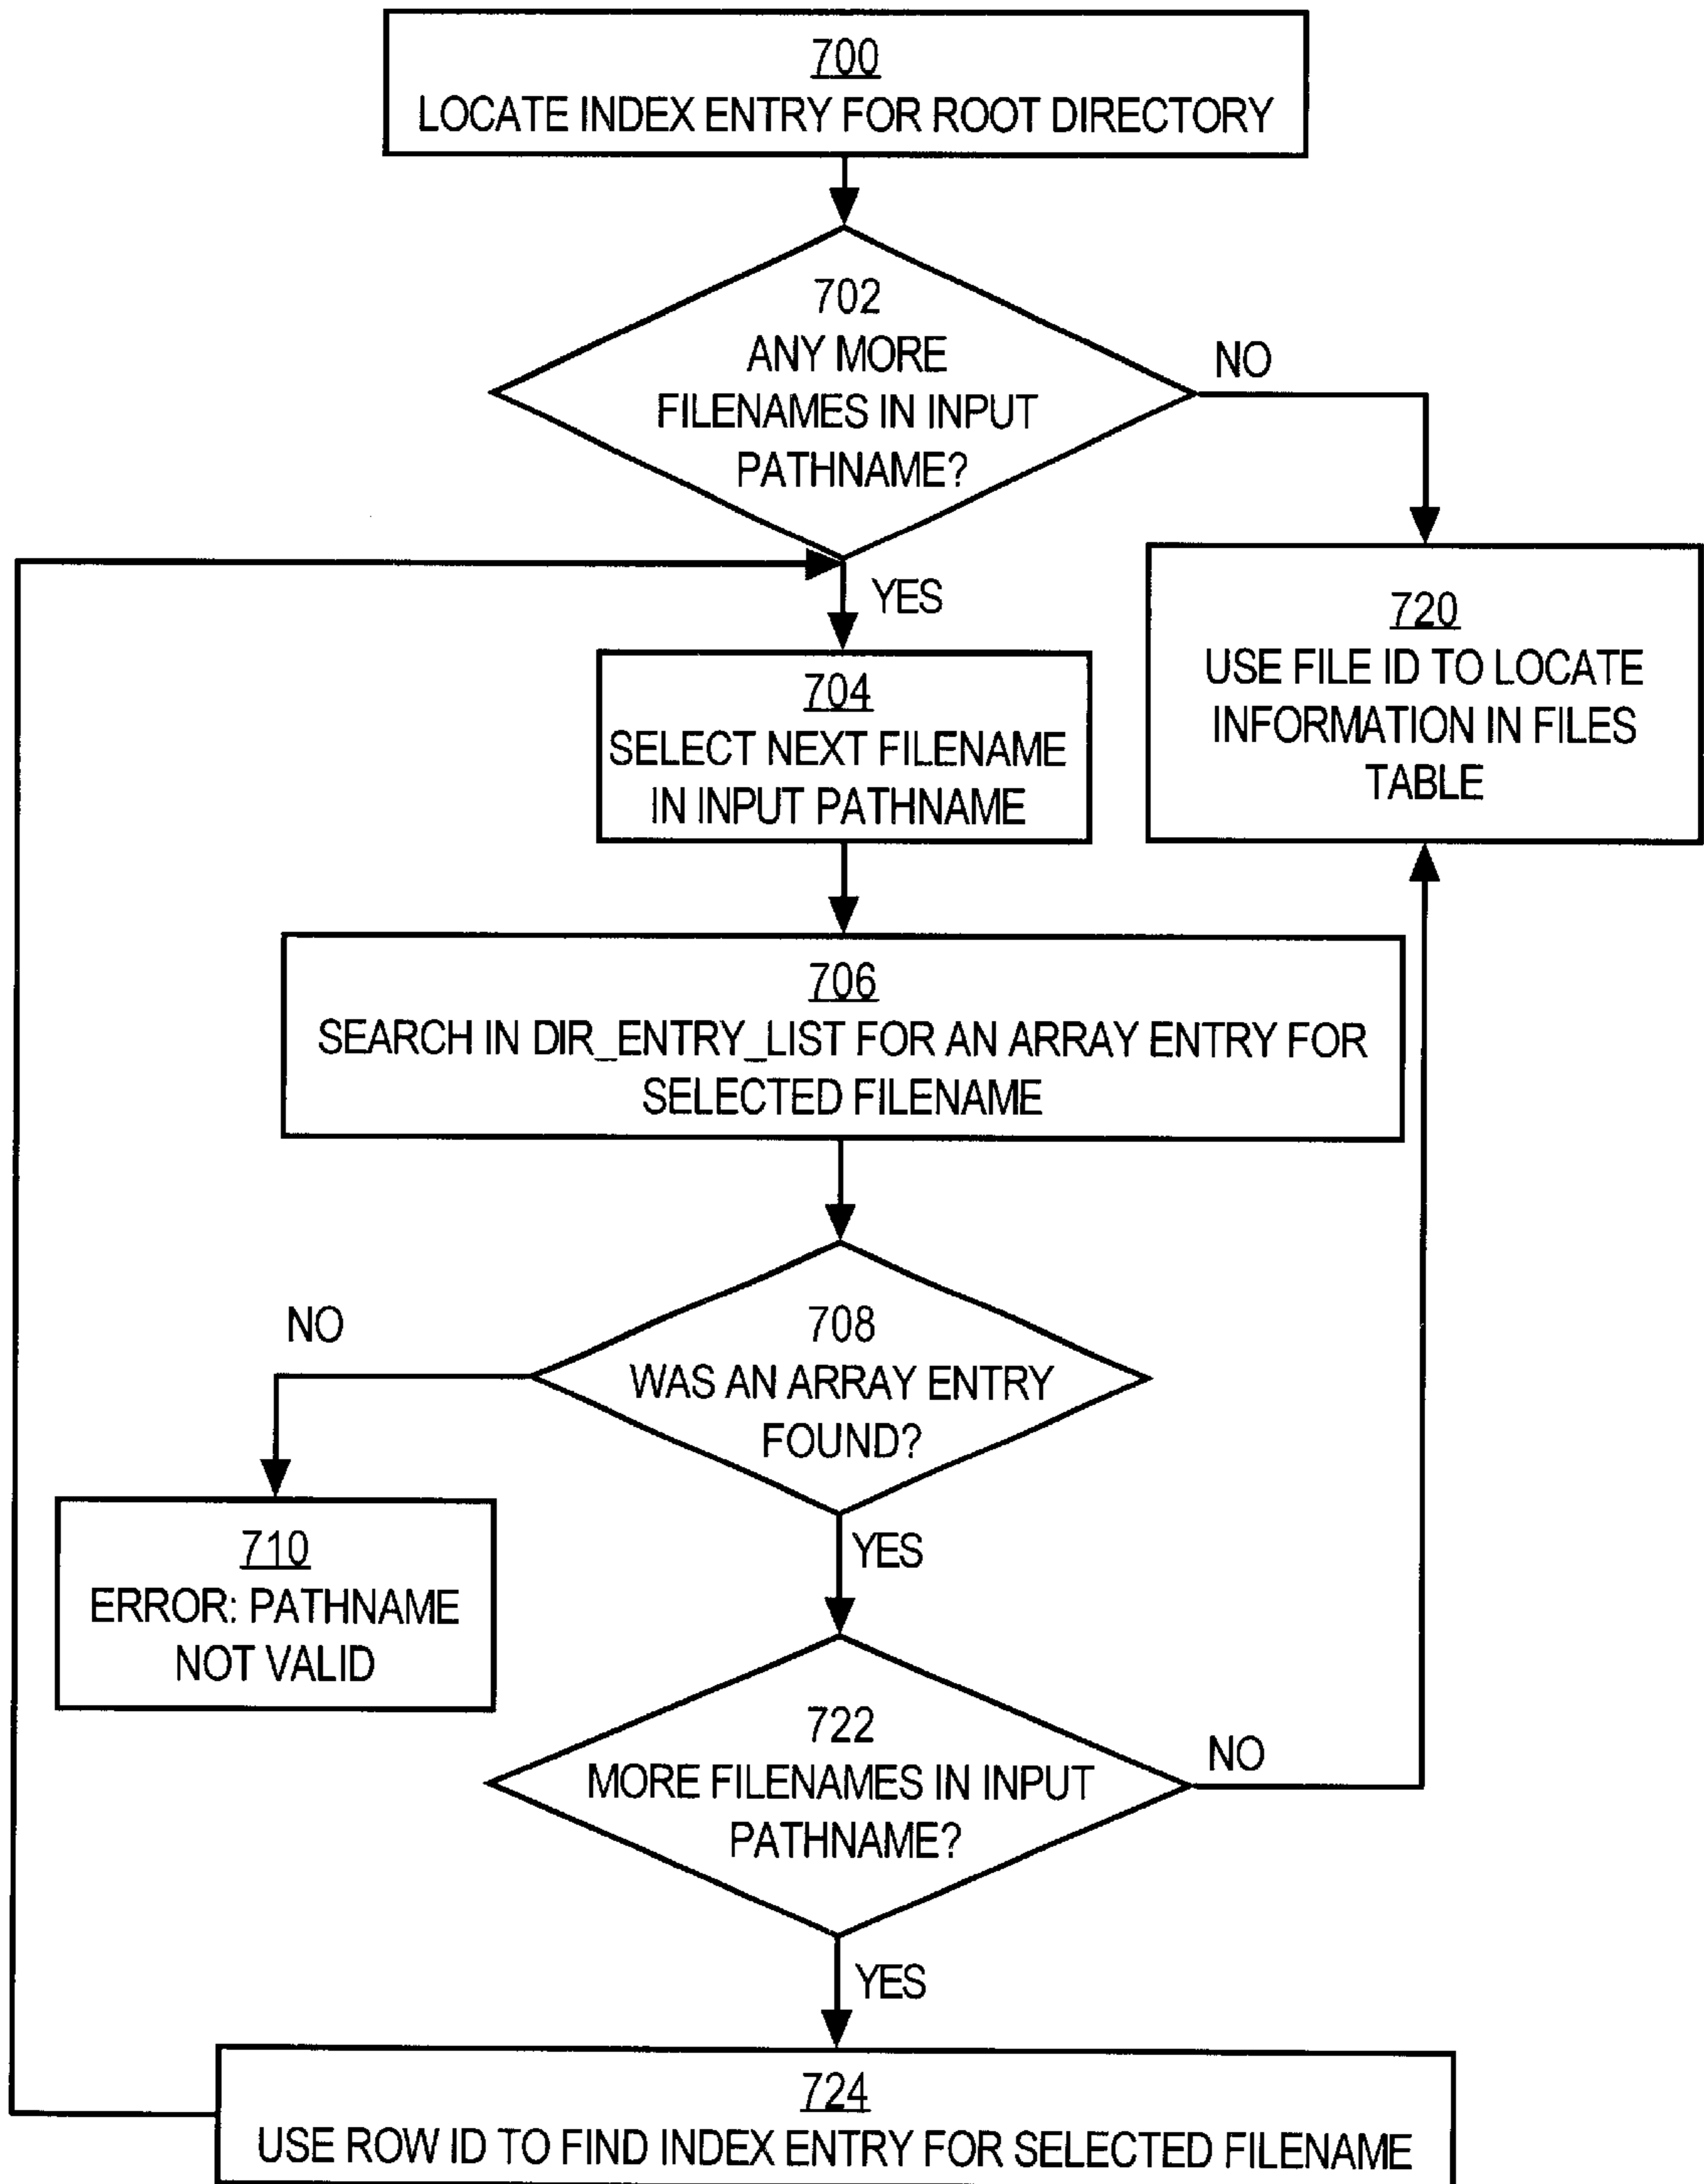 700
LOCATE INDEX ENTRY FOR ROOT DIRECTORY
702
ANY MORE
FILENAMES IN INPUT
PATHNAME?
NO
YES
720
USE FILE ID TO LOCATE
INFORMATION IN FILES
TABLE
704
SELECT NEXT FILENAME
IN INPUT PATHNAME
706
SEARCH IN DIR_ENTRY_LIST FOR AN ARRAY ENTRY FOR
SELECTED FILENAME
NO
708
WAS AN ARRAY ENTRY
FOUND?
YES
710
ERROR: PATHNAME
NOT VALID
722
MORE FILENAMES IN INPUT
PATHNAME?
NO
YES
724
USE ROW ID TO FIND INDEX ENTRY FOR SELECTED FILENAME